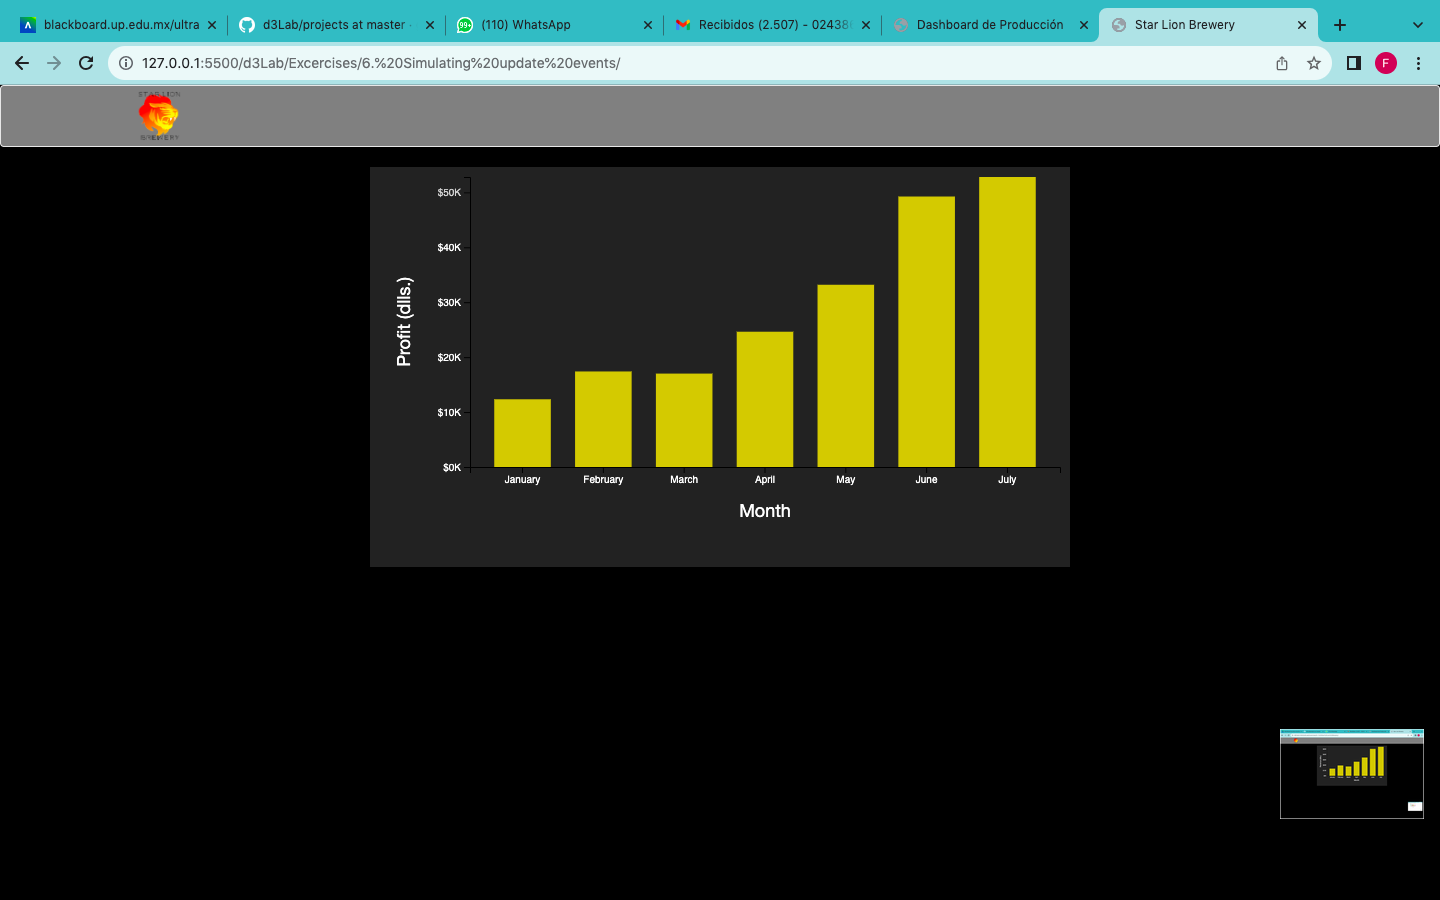 blackboard.up.edu.mx/ultra
d3Lab/projects at master
(110) WhatsApp
Recibidos (2.507) - 02438
Dashboard de Producción
Star Lion Brewery
127.0.0.1:5500/d3Lab/Excercises/6.%20Simulating%20update%20events/
F
STAR LION
BREWERY
$50K
$40K
$30K
$20K
$10K
$0K
Profit (dlls.)
January February March April May June July
Month